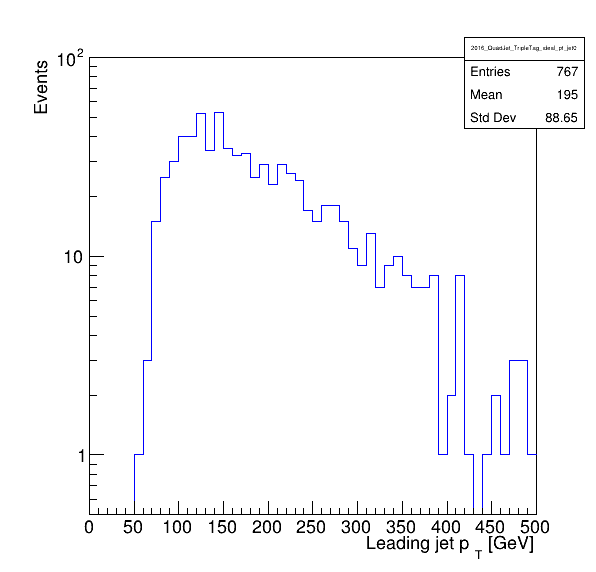 2016_QuadJet_TripleTag_ideal_pt_jet0
Entries 767
Mean 195
Std Dev 88.65
Events
10²
10
1
0 50 100 150 200 250 300 350 400 450 500
Leading jet p T [GeV]